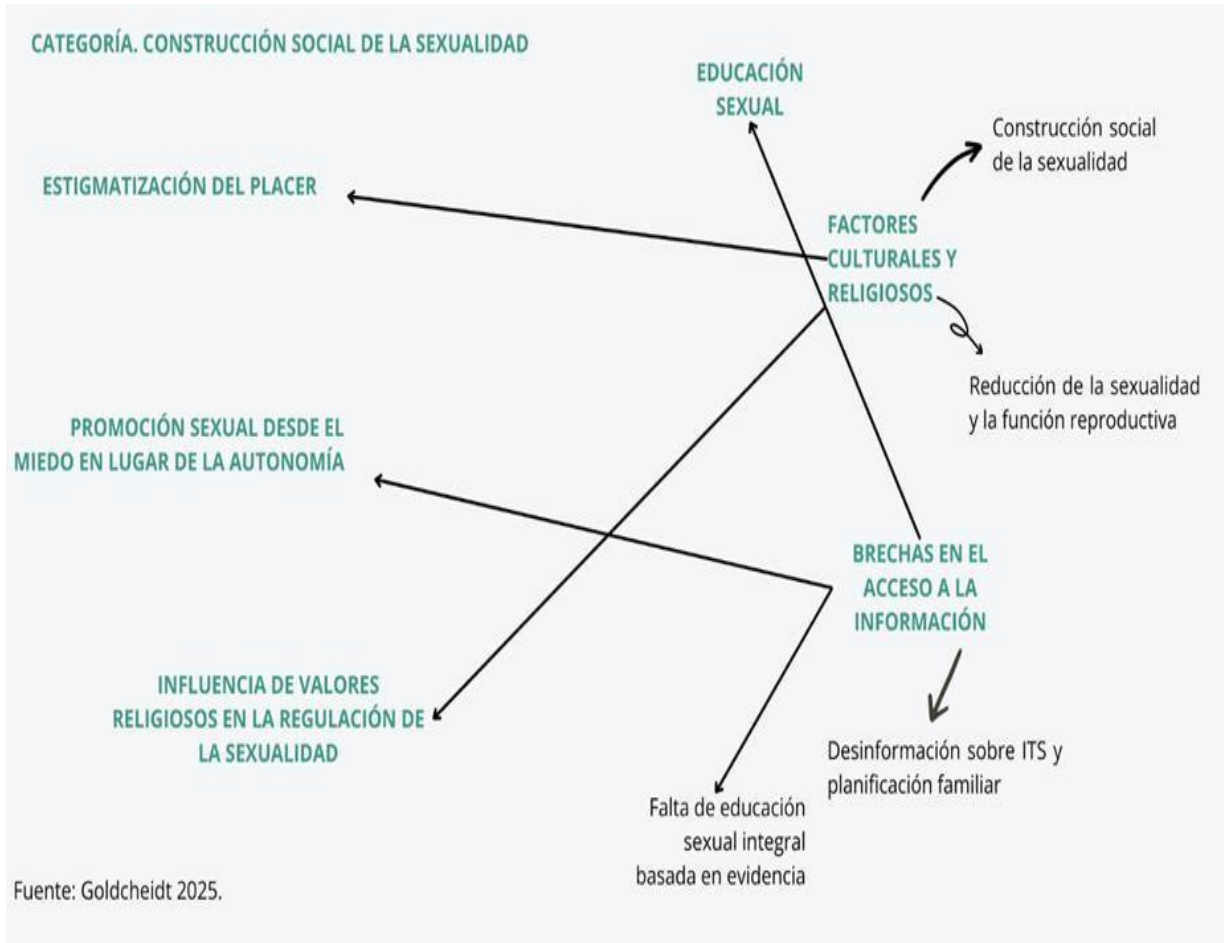 CATEGORÍA. CONSTRUCCIÓN SOCIAL DE LA SEXUALIDAD
EDUCACIÓN
SEXUAL
Construcción social
de la sexualidad
ESTIGMATIZACIÓN DEL PLACER
FACTORES
CULTURALES Y
RELIGIOSOS
Reducción de la sexualidad
y la función reproductiva
PROMOCIÓN SEXUAL DESDE EL
MIEDO EN LUGAR DE LA AUTONOMÍA
BRECHAS EN EL
ACCESO A LA
INFORMACIÓN
INFLUENCIA DE VALORES
RELIGIOSOS EN LA REGULACIÓN DE
LA SEXUALIDAD
Desinformación sobre ITS y
planificación familiar
Falta de educación
sexual integral
basada en evidencia
Fuente: Goldcheidt 2025.